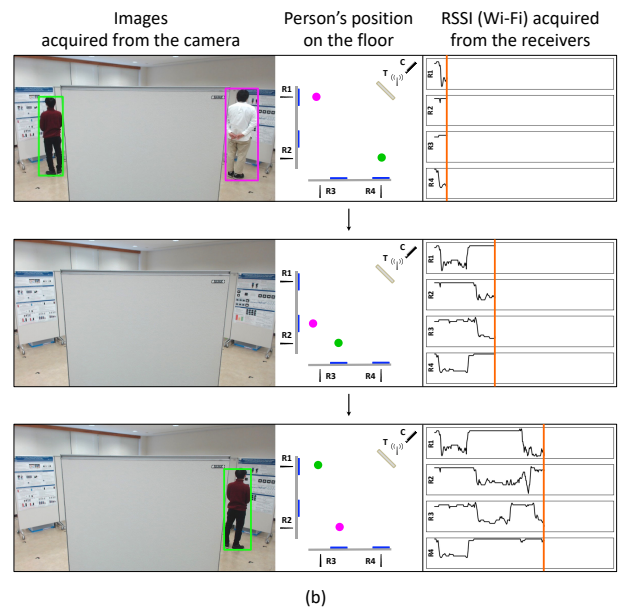 Images
acquired from the camera
Person's position
on the floor
RSSI (Wi-Fi) acquired
from the receivers
C
T ((·))
R1
R2
R3 R4
R1
R2
R3
R4
C
T ((·))
R1
R2
R3 R4
R1
R2
R3
R4
C
T ((·))
R1
R2
R3 R4
R1
R2
R3
R4
(b)